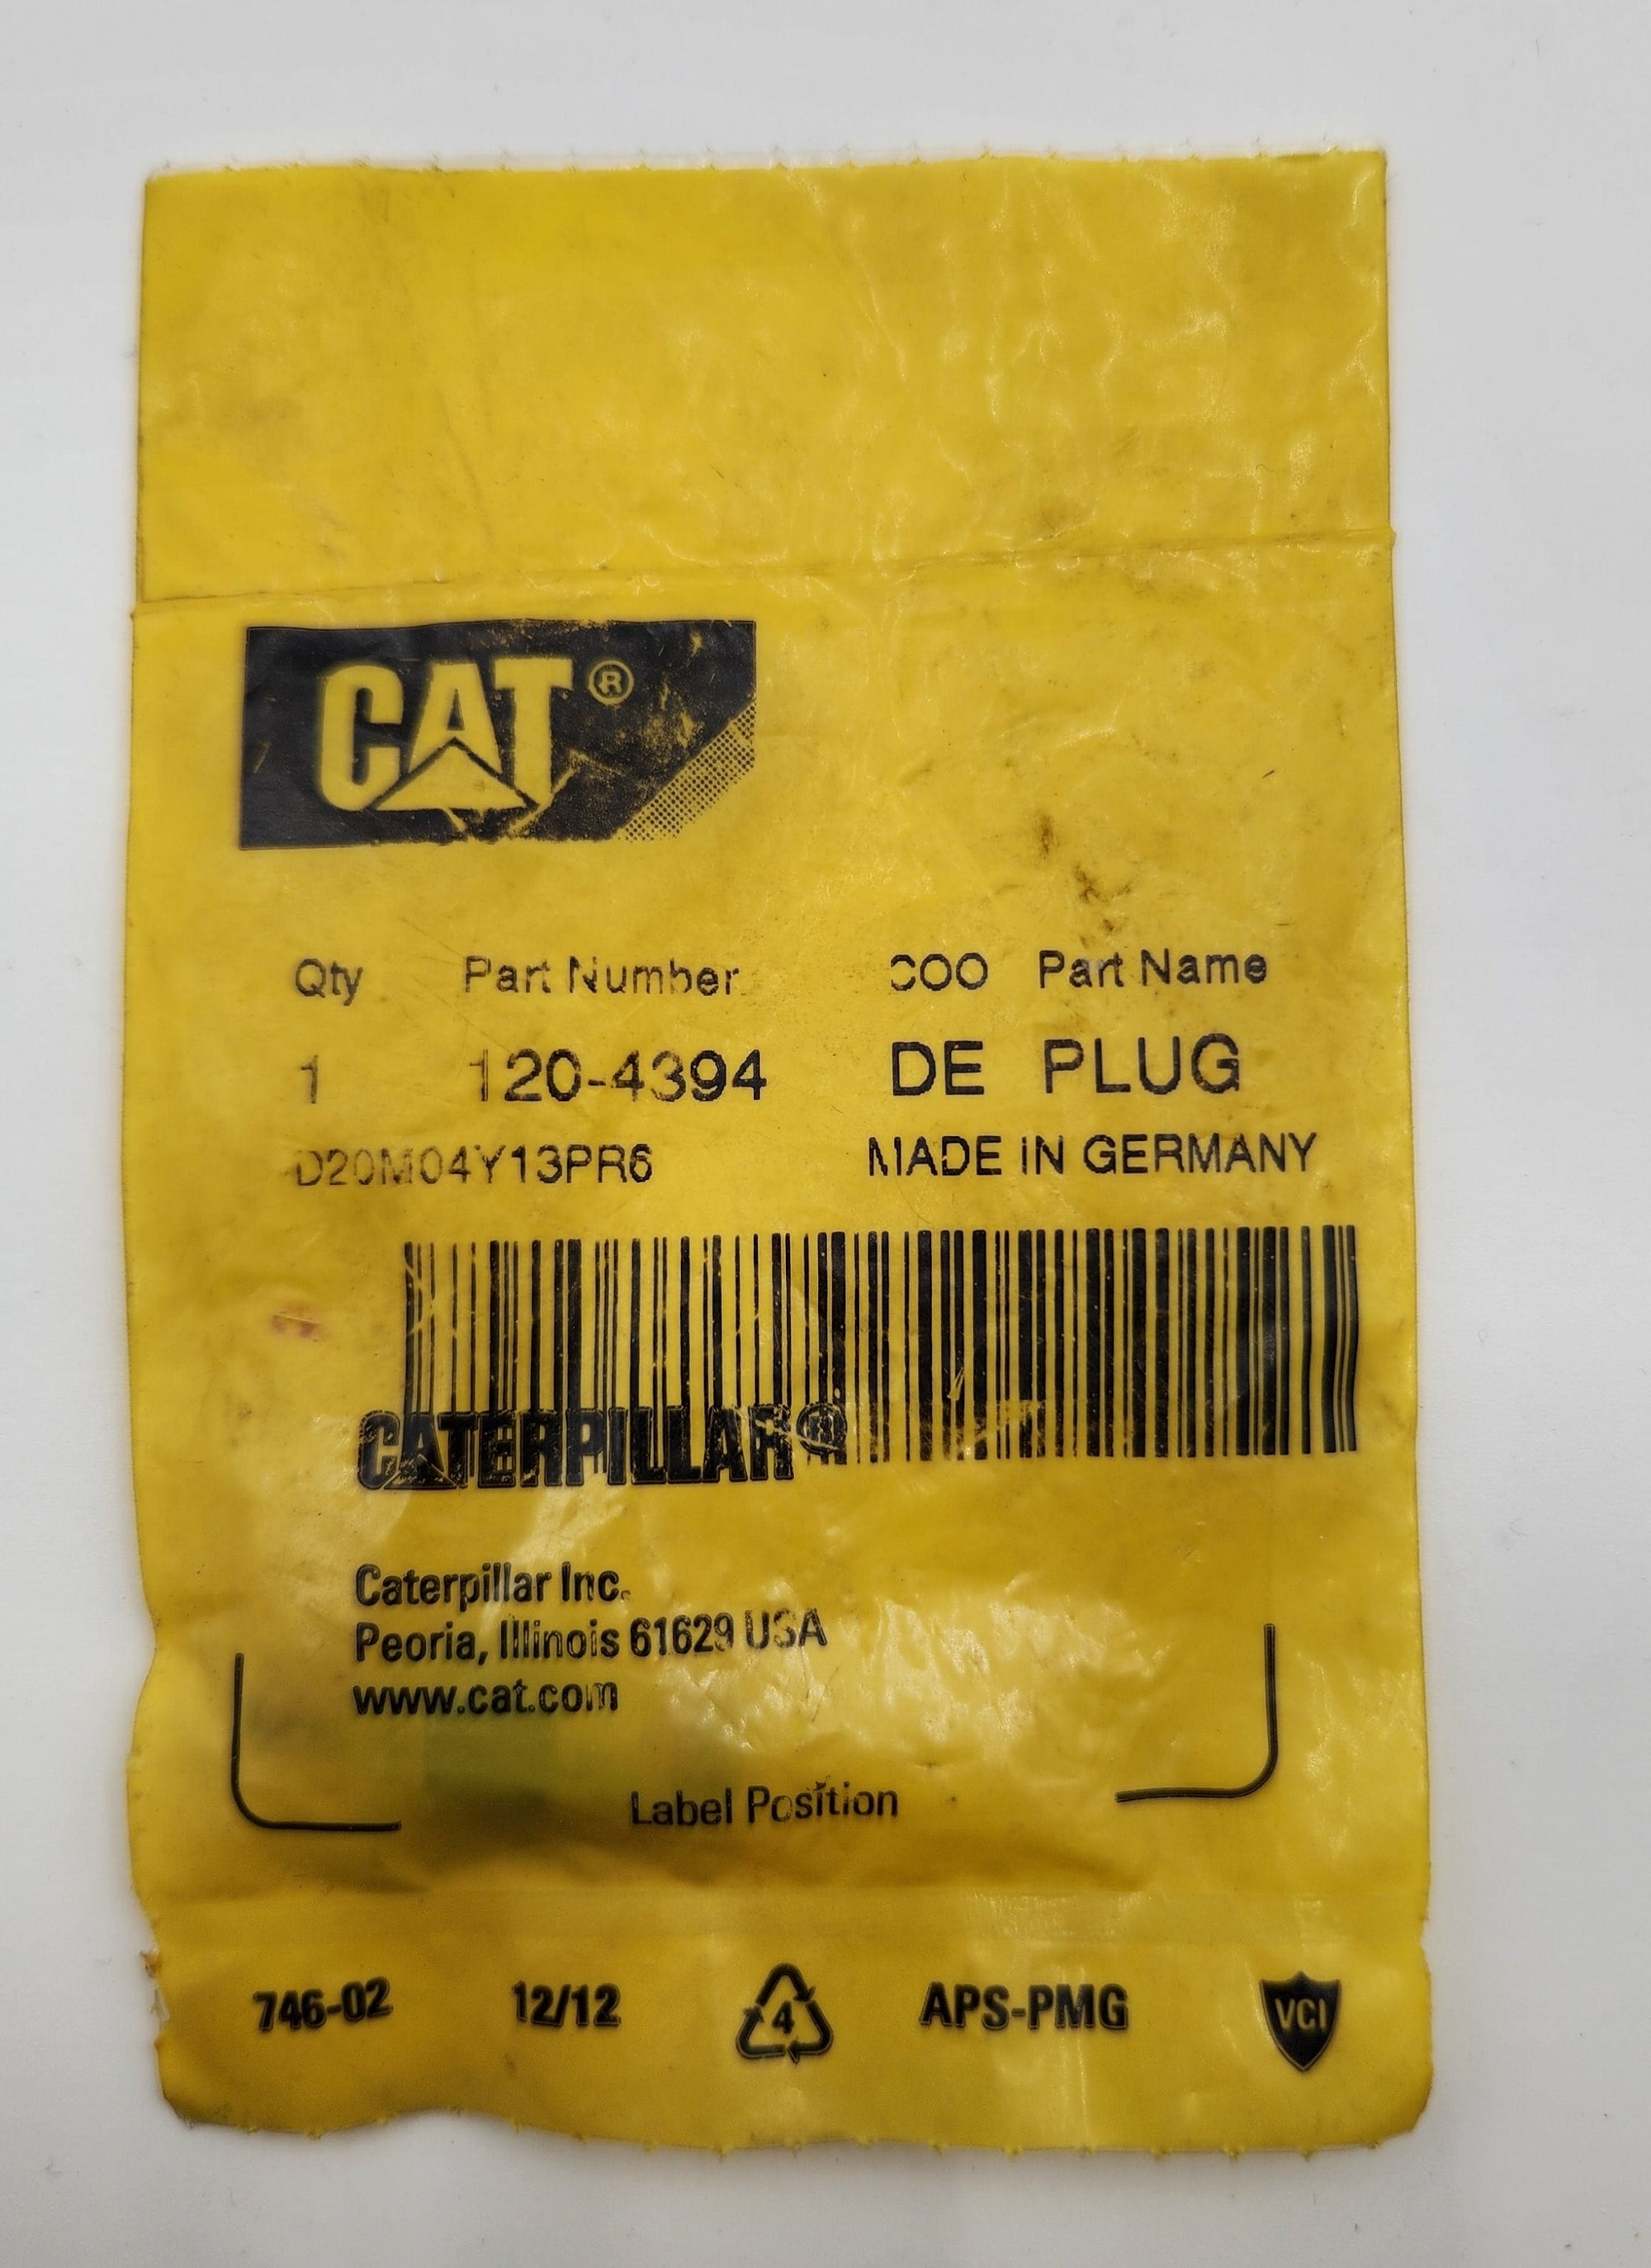 CAT®
Qty Part Number COO Part Name
1 120-4394 DE PLUG
D20M04Y13PR6 MADE IN GERMANY
CATERPILLAR®
Caterpillar Inc.
Peoria, Illinois 61629 USA
www.cat.com
Label Position
746-02 12/12 4 APS-PMG VCI